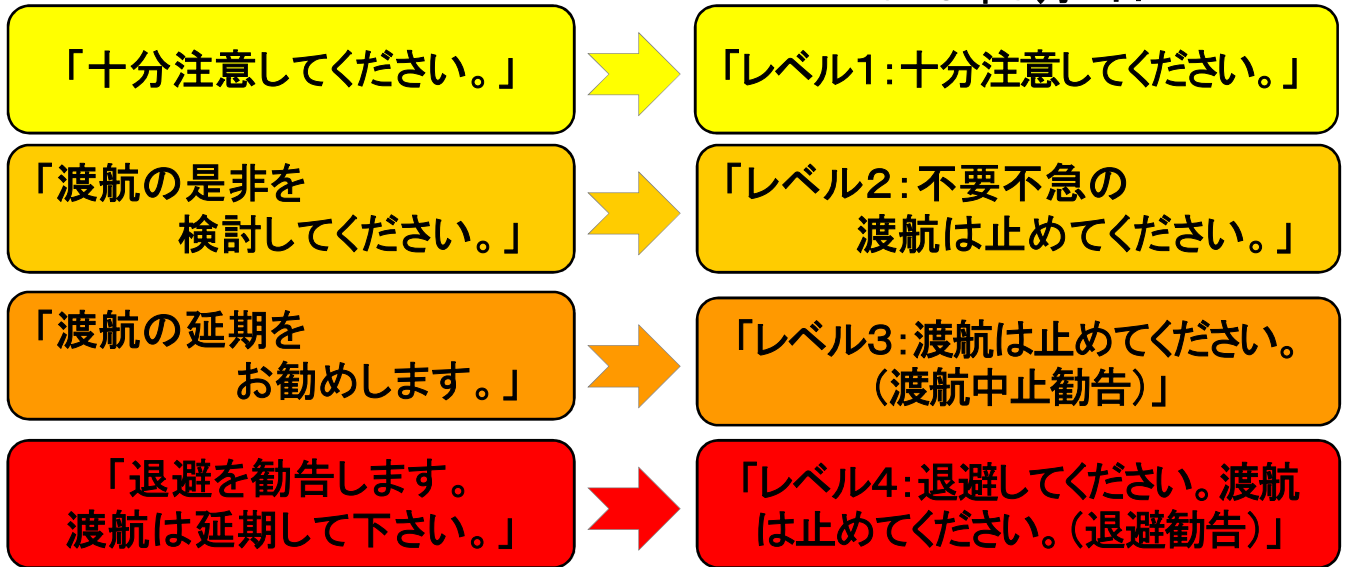 「十分注意してください。」
「レベル１：十分注意してください。」
「渡航の是非を
検討してください。」
「レベル２：不要不急の
渡航は止めてください。」
「渡航の延期を
お勧めします。」
「レベル３：渡航は止めてください。
（渡航中止勧告）」
「退避を勧告します。
渡航は延期して下さい。」
「レベル４：退避してください。渡航
は止めてください。（退避勧告）」